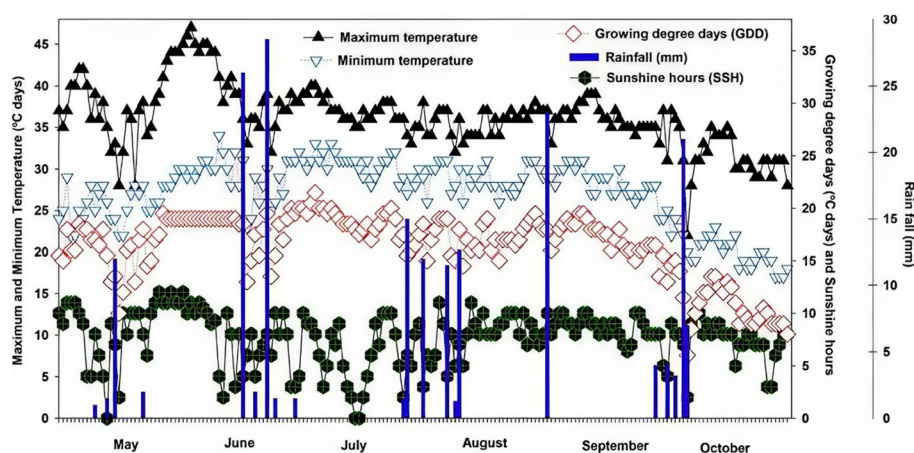 45
40
35
30
25
20
15
10
5
0
Maximum and Minimum Temperature (°C days)
Maximum temperature
Minimum temperature
Growing degree days (GDD)
Rainfall (mm)
Sunshine hours (SSH)
May
June
July
August
September
October
35
30
25
20
15
10
5
0
Growing degree days (°C days) and Sunshine hours
30
25
20
15
10
5
0
Rain fall (mm)